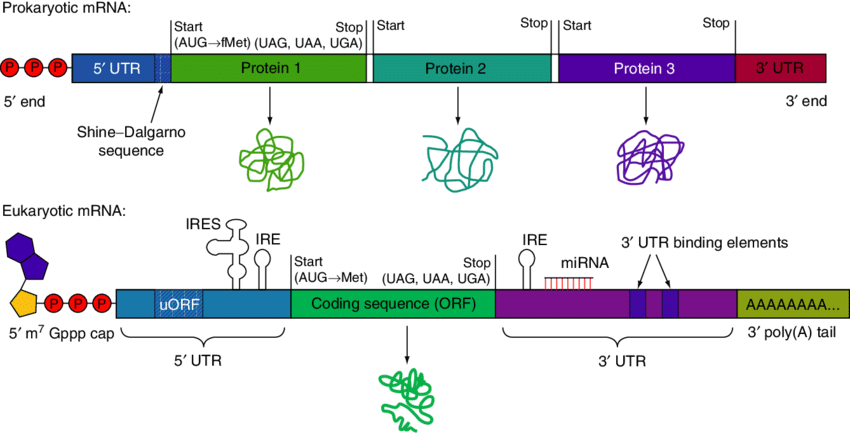 Prokaryotic mRNA:
Start Stop Start Stop Start Stop
(AUG→fMet) (UAG, UAA, UGA)
P P P 5′ UTR Protein 1 Protein 2 Protein 3 3′ UTR
5′ end 3′ end
Shine–Dalgarno
sequence
Eukaryotic mRNA:
IRES
IRE IRE
Start Stop
(AUG→Met) (UAG, UAA, UGA)
miRNA
3′ UTR binding elements
P P P uORF Coding sequence (ORF) AAAAAAAA...
5′ m7 Gppp cap 3′ poly(A) tail
5′ UTR 3′ UTR